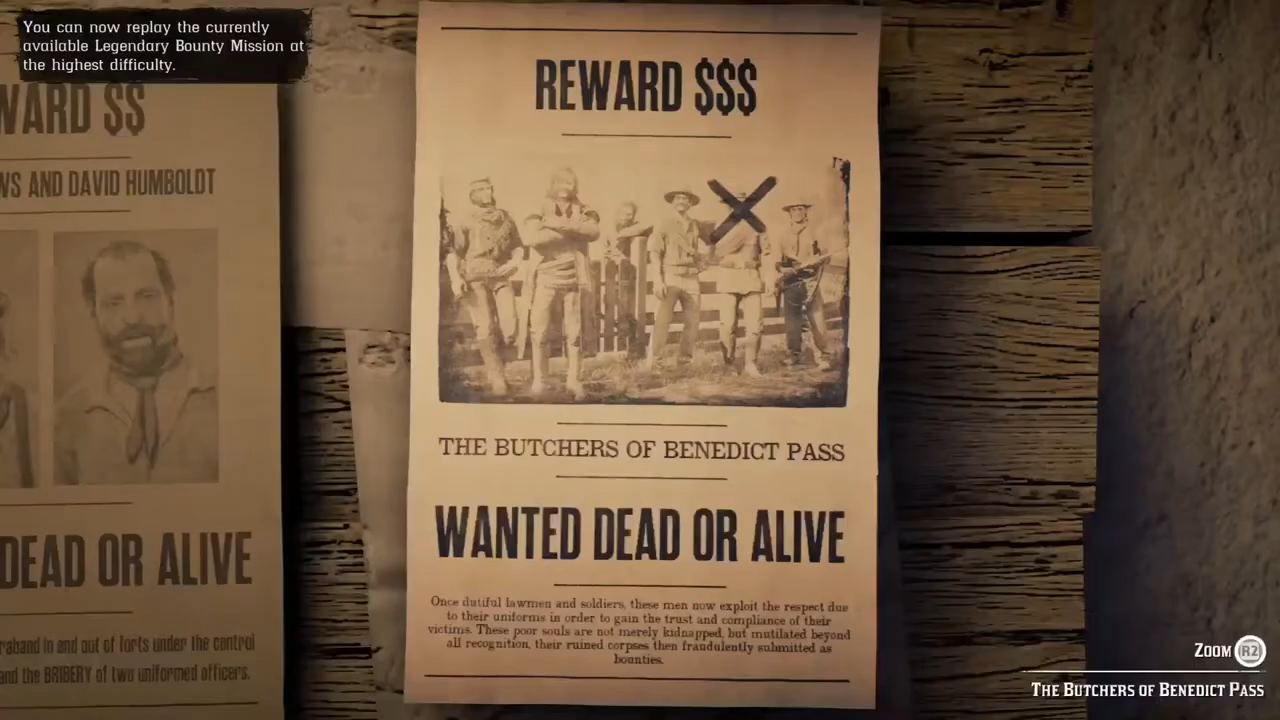 You can now replay the currently
available Legendary Bounty Mission at
the highest difficulty.
WARD $$
AND DAVID HUMBOLDT
DEAD OR ALIVE
in and out of forts under the control
and the BRIBERY of two uniformed officers.
REWARD $$$
THE BUTCHERS OF BENEDICT PASS
WANTED DEAD OR ALIVE
Once dutiful lawmen and soldiers, these men now exploit the respect due
to their uniforms in order to gain the trust and compliance of their
victims. These poor souls are not merely kidnapped, but mutilated beyond
all recognition, their ruined corpses then fraudulently submitted as
bounties.
ZOOM R2
THE BUTCHERS OF BENEDICT PASS